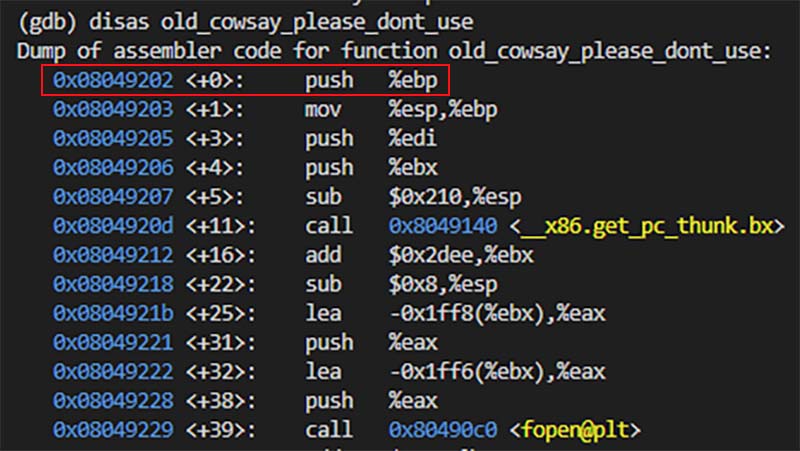 (gdb) disas old_cowsay_please_dont_use
Dump of assembler code for function old_cowsay_please_dont_use:
0x08049202 <+0>: push %ebp
0x08049203 <+1>: mov %esp,%ebp
0x08049205 <+3>: push %edi
0x08049206 <+4>: push %ebx
0x08049207 <+5>: sub $0x210,%esp
0x0804920d <+11>: call 0x8049140 <__x86.get_pc_thunk.bx>
0x08049212 <+16>: add $0x2dee,%ebx
0x08049218 <+22>: sub $0x8,%esp
0x0804921b <+25>: lea -0x1ff8(%ebx),%eax
0x08049221 <+31>: push %eax
0x08049222 <+32>: lea -0x1ff6(%ebx),%eax
0x08049228 <+38>: push %eax
0x08049229 <+39>: call 0x80490c0 <fopen@plt>